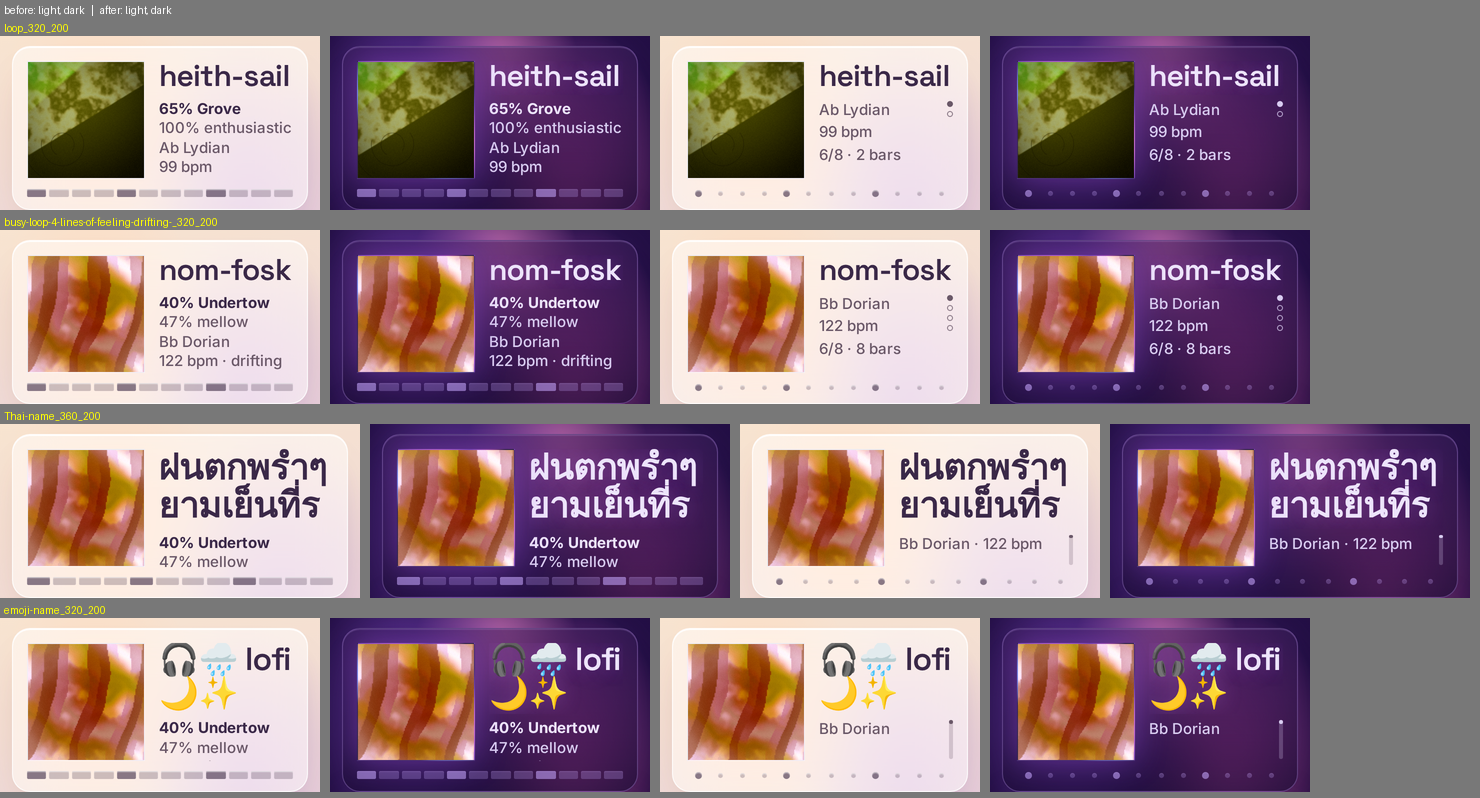 before: light, dark | after: light, dark
loop_320_200
heith-sail
65% Grove
100% enthusiastic
Ab Lydian
99 bpm
heith-sail
65% Grove
100% enthusiastic
Ab Lydian
99 bpm
heith-sail
Ab Lydian
99 bpm
6/8 · 2 bars
heith-sail
Ab Lydian
99 bpm
6/8 · 2 bars
busy-loop-4-lines-of-feeling-drifting-_320_200
nom-fosk
40% Undertow
47% mellow
Bb Dorian
122 bpm · drifting
nom-fosk
40% Undertow
47% mellow
Bb Dorian
122 bpm · drifting
nom-fosk
Bb Dorian
122 bpm
6/8 · 8 bars
nom-fosk
Bb Dorian
122 bpm
6/8 · 8 bars
Thai-name_360_200
ฝนตกพรำๆ
ยามเย็นที่ร
40% Undertow
47% mellow
ฝนตกพรำๆ
ยามเย็นที่ร
40% Undertow
47% mellow
ฝนตกพรำๆ
ยามเย็นที่ร
Bb Dorian · 122 bpm
ฝนตกพรำๆ
ยามเย็นที่ร
Bb Dorian · 122 bpm
emoji-name_320_200
🎧🌧️ lofi
🌙✨
40% Undertow
47% mellow
🎧🌧️ lofi
🌙✨
40% Undertow
47% mellow
🎧🌧️ lofi
🌙✨
Bb Dorian
🎧🌧️ lofi
🌙✨
Bb Dorian